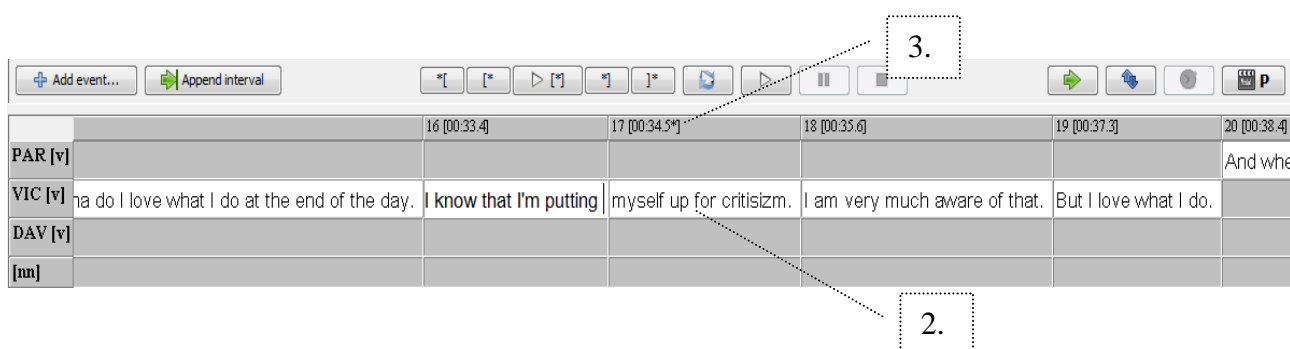 3.
Add event... Append interval *[ [* [*] *] ]* p
16 [00:33.4] 17 [00:34.5*] 18 [00:35.6] 19 [00:37.3] 20 [00:38.4]
PAR [v] And whe
VIC [v] na do I love what I do at the end of the day. I know that I'm putting myself up for critisizm. I am very much aware of that. But I love what I do.
DAV [v]
[nn]
2.